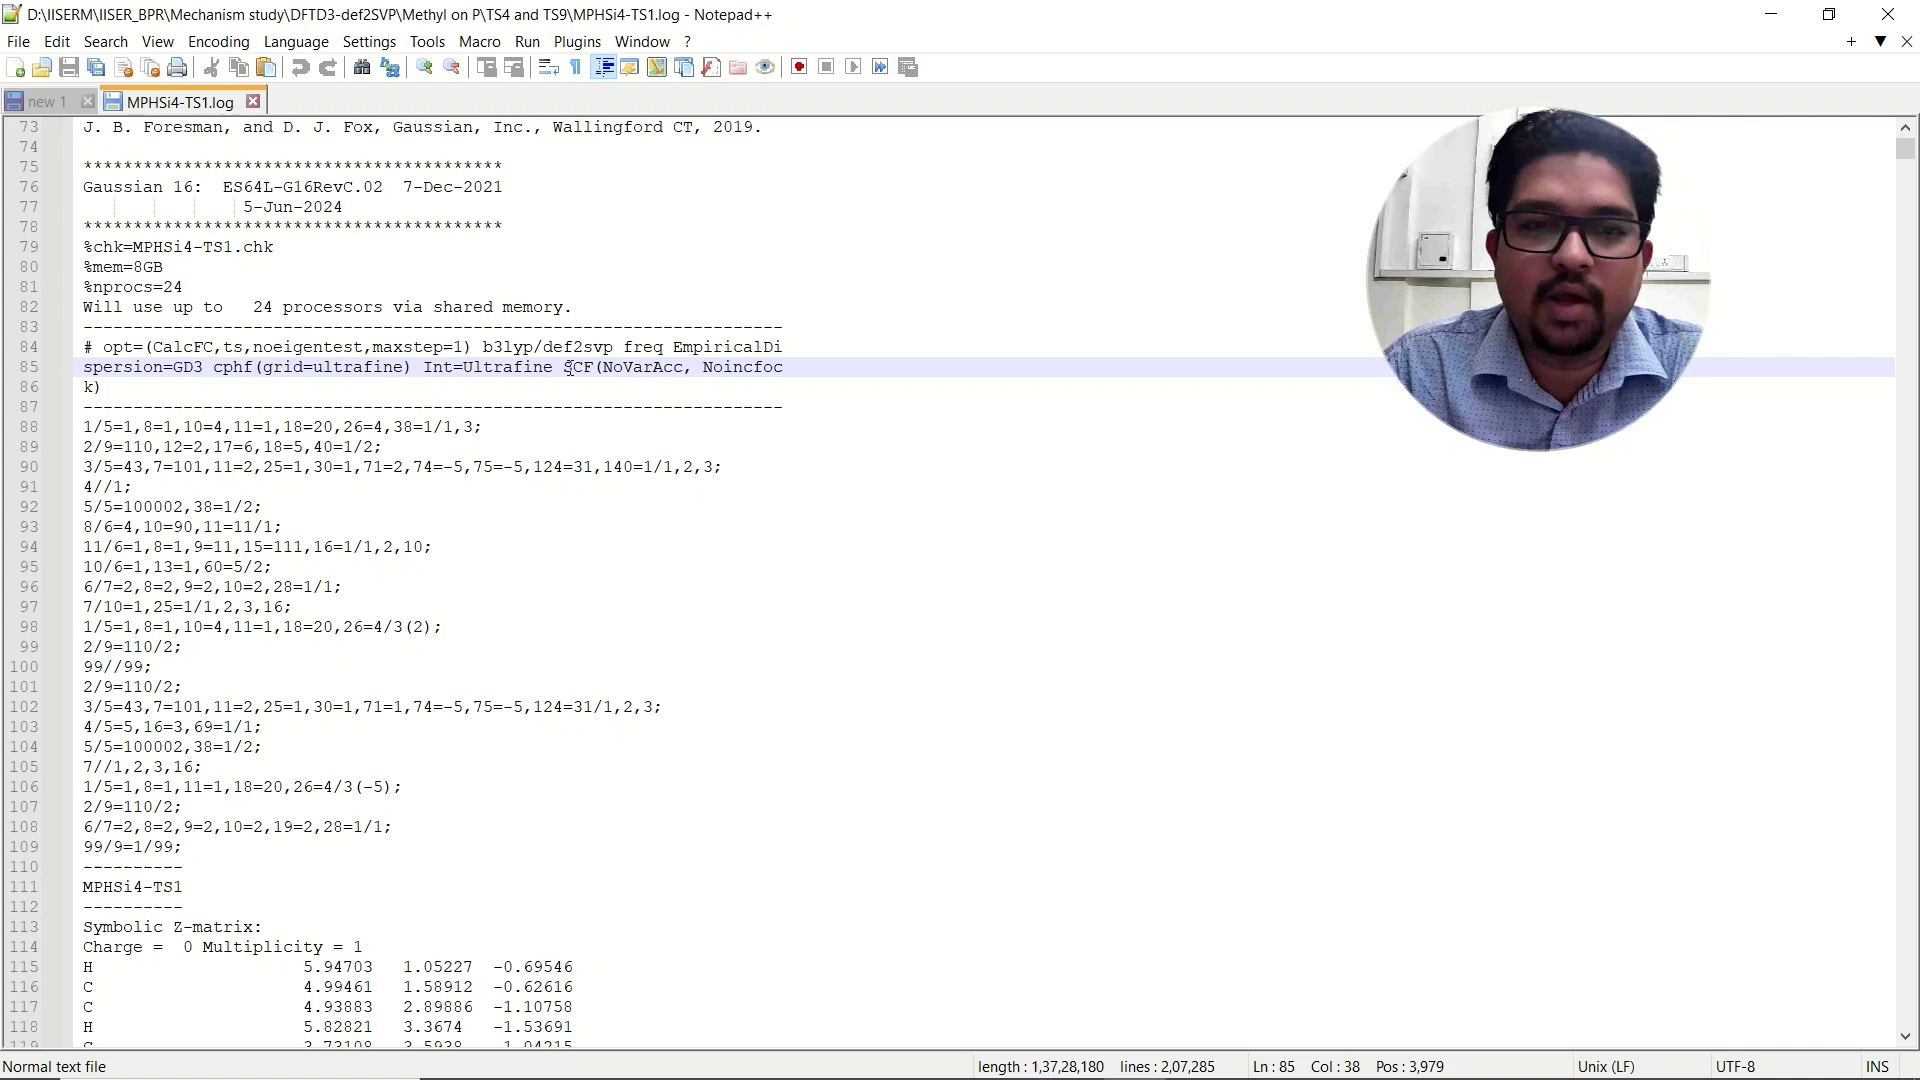 D:\IISERM\IISER_BPR\Mechanism study\DFTD3-def2SVP\Methyl on P\TS4 and TS9\MPHSi4-TS1.log - Notepad++
File Edit Search View Encoding Language Settings Tools Macro Run Plugins Window ?
new 1 MPHSi4-TS1.log
73 J. B. Foresman, and D. J. Fox, Gaussian, Inc., Wallingford CT, 2019.
74
75 ******************************************
76 Gaussian 16:  ES64L-G16RevC.02  7-Dec-2021
77 5-Jun-2024
78 ******************************************
79 %chk=MPHSi4-TS1.chk
80 %mem=8GB
81 %nprocs=24
82 Will use up to   24 processors via shared memory.
83 ----------------------------------------------------------------------
84 # opt=(CalcFC,ts,noeigentest,maxstep=1) b3lyp/def2svp freq EmpiricalDi
85 spersion=GD3 cphf(grid=ultrafine) Int=Ultrafine SCF(NoVarAcc, Noincfoc
86 k)
87 ----------------------------------------------------------------------
88 1/5=1,8=1,10=4,11=1,18=20,26=4,38=1/1,3;
89 2/9=110,12=2,17=6,18=5,40=1/2;
90 3/5=43,7=101,11=2,25=1,30=1,71=2,74=-5,75=-5,124=31,140=1/1,2,3;
91 4//1;
92 5/5=100002,38=1/2;
93 8/6=4,10=90,11=11/1;
94 11/6=1,8=1,9=11,15=111,16=1/1,2,10;
95 10/6=1,13=1,60=5/2;
96 6/7=2,8=2,9=2,10=2,28=1/1;
97 7/10=1,25=1/1,2,3,16;
98 1/5=1,8=1,10=4,11=1,18=20,26=4/3(2);
99 2/9=110/2;
100 99//99;
101 2/9=110/2;
102 3/5=43,7=101,11=2,25=1,30=1,71=1,74=-5,75=-5,124=31/1,2,3;
103 4/5=5,16=3,69=1/1;
104 5/5=100002,38=1/2;
105 7//1,2,3,16;
106 1/5=1,8=1,11=1,18=20,26=4/3(-5);
107 2/9=110/2;
108 6/7=2,8=2,9=2,10=2,19=2,28=1/1;
109 99/9=1/99;
110 ----------
111 MPHSi4-TS1
112 ----------
113 Symbolic Z-matrix:
114 Charge =  0 Multiplicity = 1
115 H 5.94703 1.05227 -0.69546
116 C 4.99461 1.58912 -0.62616
117 C 4.93883 2.89886 -1.10758
118 H 5.82821 3.3674 -1.53691
Normal text file length : 1,37,28,180 lines : 2,07,285 Ln : 85 Col : 38 Pos : 3,979 Unix (LF) UTF-8 INS